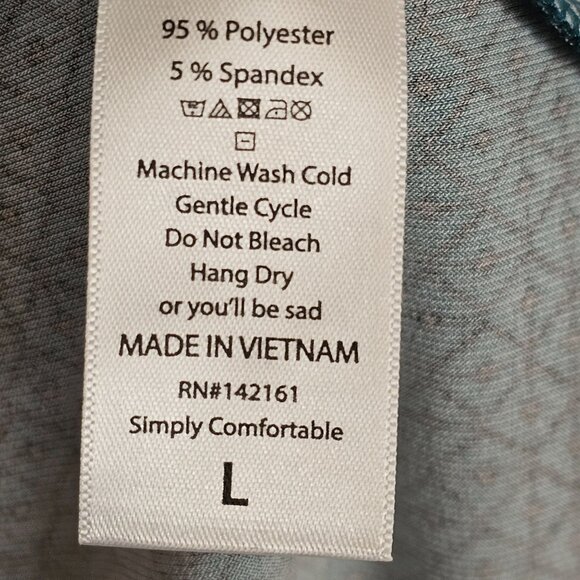 95 % Polyester
5 % Spandex
Machine Wash Cold
Gentle Cycle
Do Not Bleach
Hang Dry
or you'll be sad
MADE IN VIETNAM
RN#142161
Simply Comfortable
L